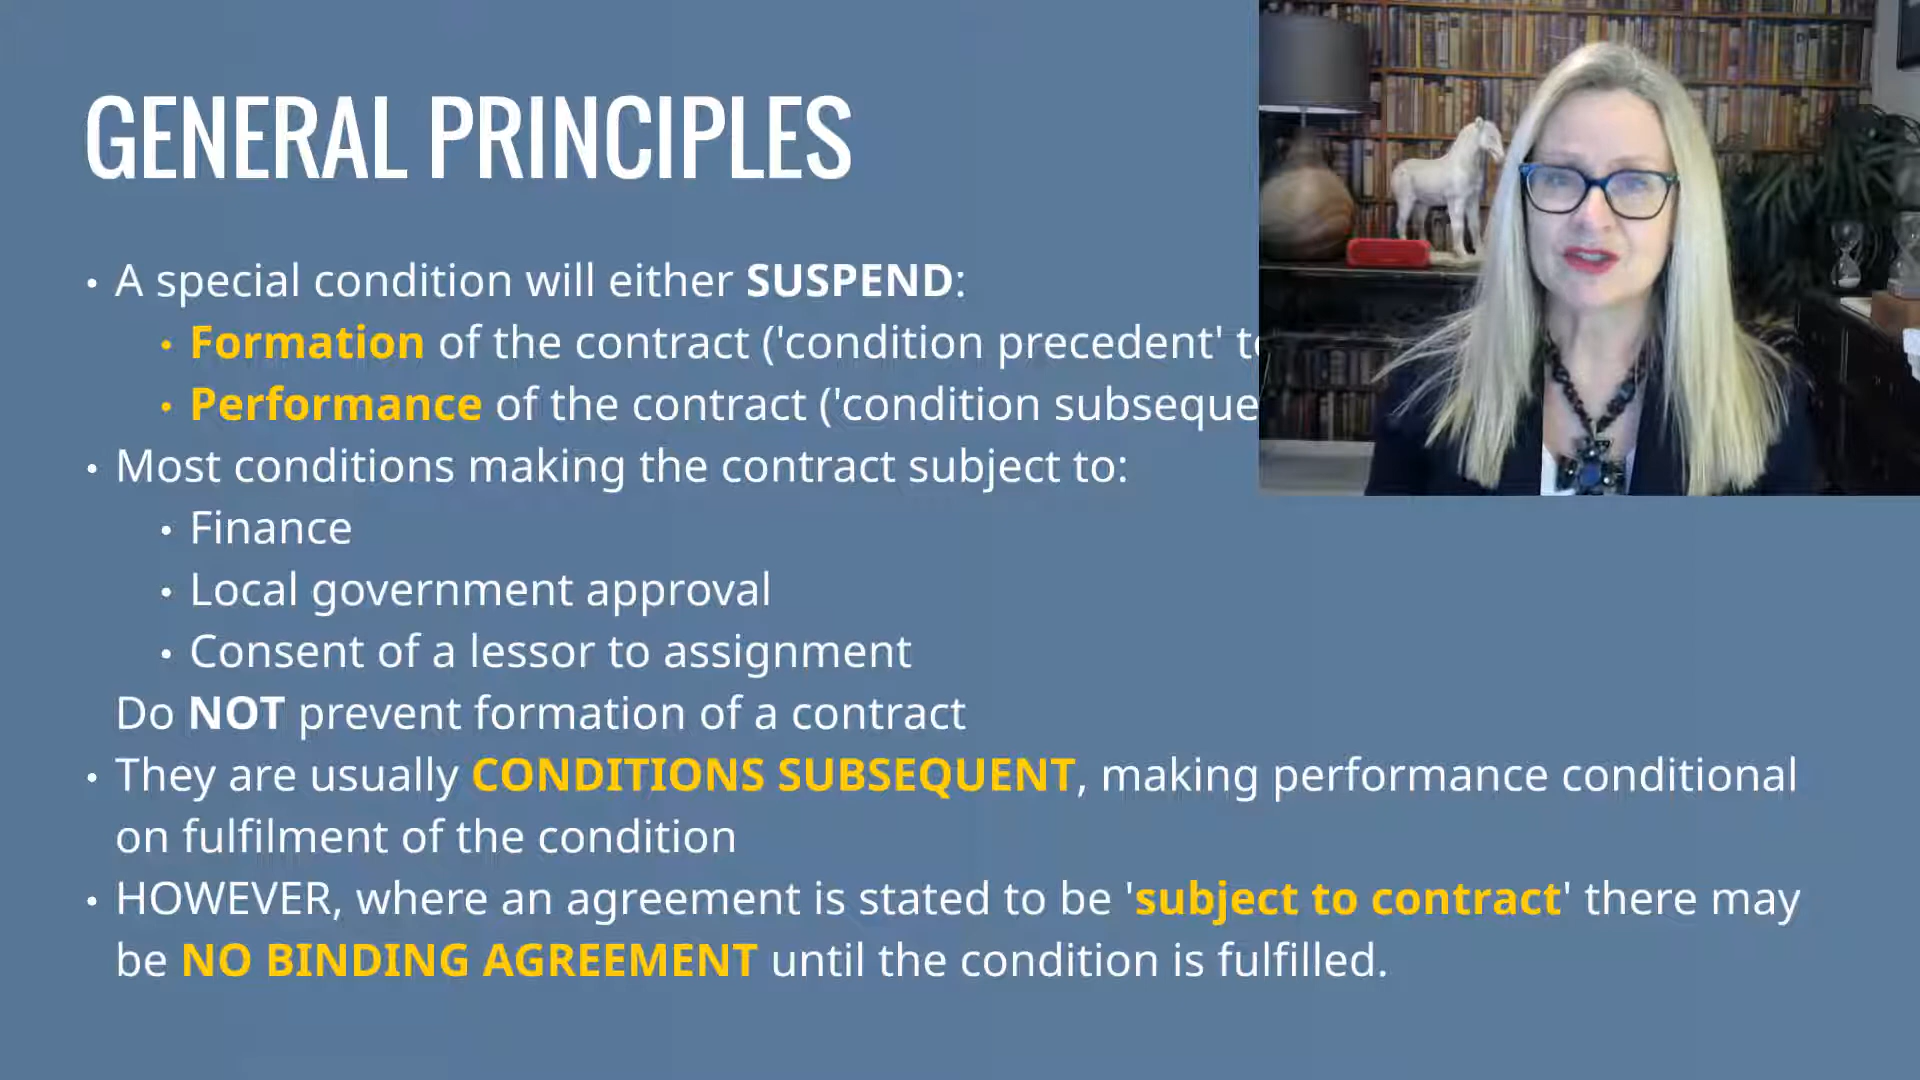 GENERAL PRINCIPLES
• A special condition will either SUSPEND:
• Formation of the contract ('condition precedent'
• Performance of the contract ('condition
• Most conditions making the contract subject to:
• Finance
• Local government approval
• Consent of a lessor to assignment
Do NOT prevent formation of a contract
• They are usually CONDITIONS SUBSEQUENT, making performance conditional
on fulfilment of the condition
• HOWEVER, where an agreement is stated to be 'subject to contract' there may
be NO BINDING AGREEMENT until the condition is fulfilled.